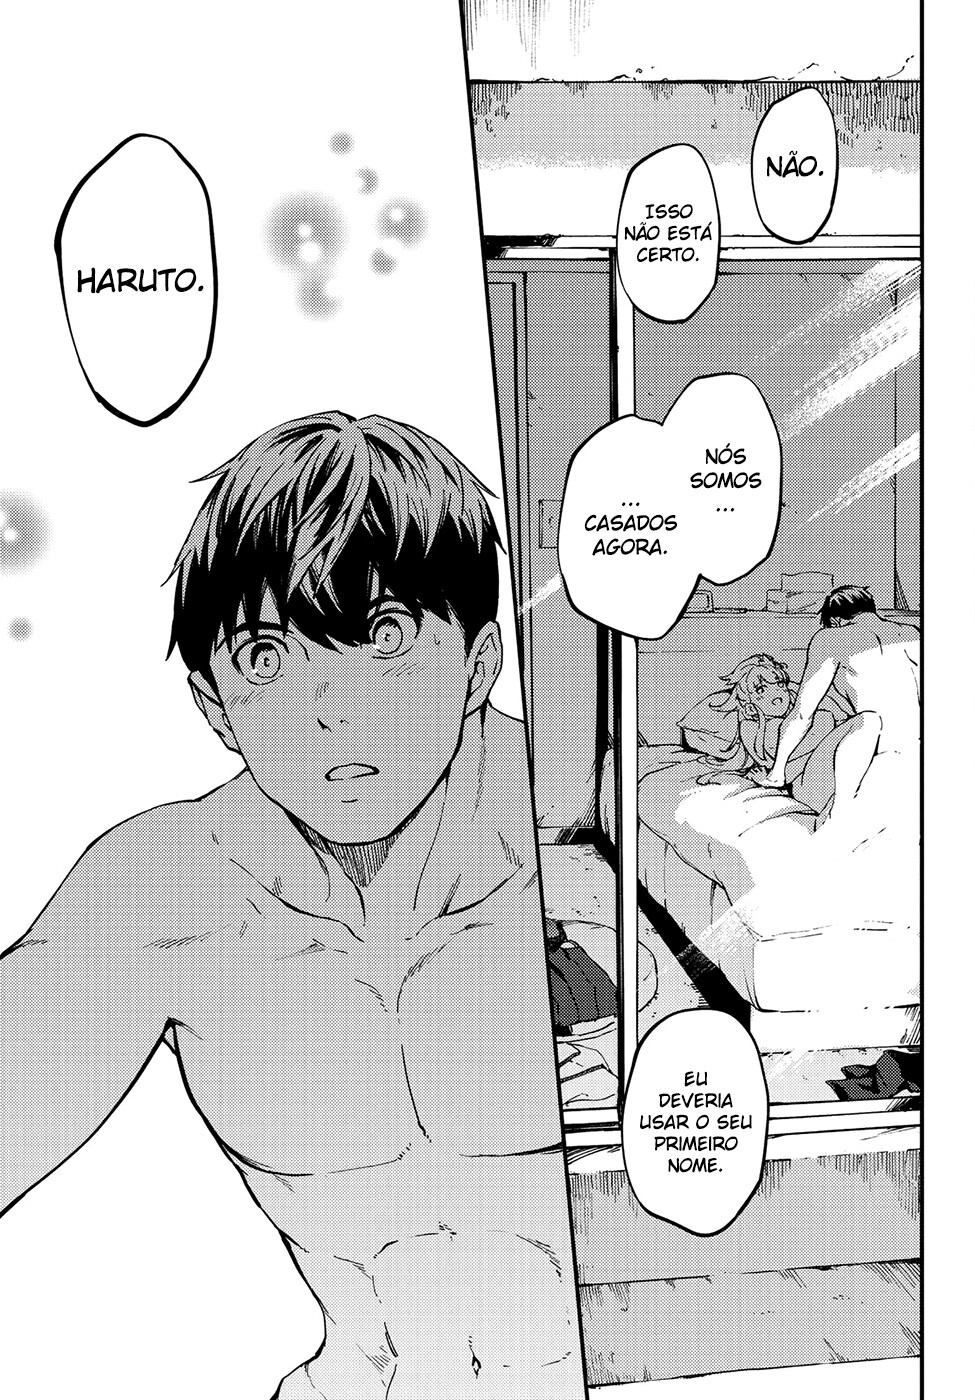 NÃO.
ISSO
NÃO ESTÁ
CERTO.
NÓS
SOMOS
...
...
CASADOS
AGORA.
EU
DEVERIA
USAR O SEU
PRIMEIRO
NOME.
HARUTO.